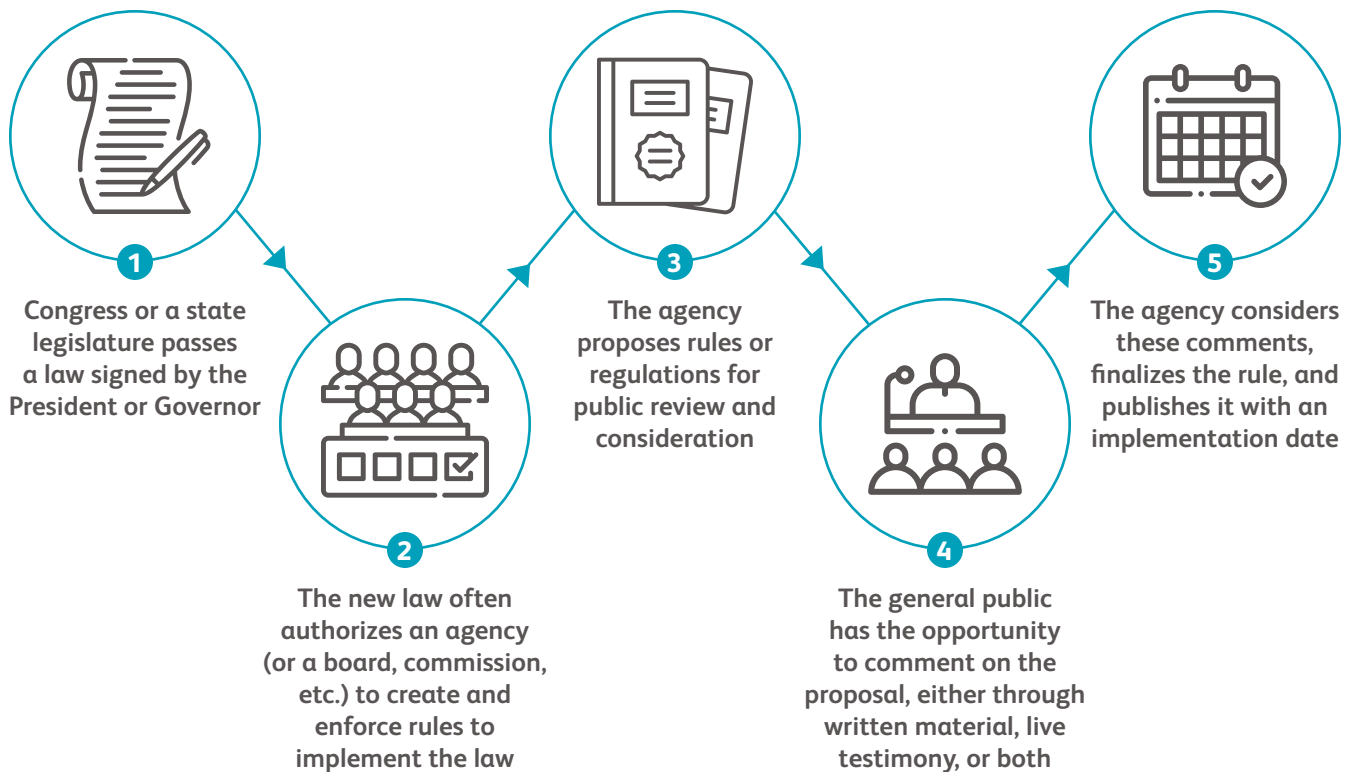 1
Congress or a state
legislature passes
a law signed by the
President or Governor
2
The new law often
authorizes an agency
(or a board, commission,
etc.) to create and
enforce rules to
implement the law
3
The agency
proposes rules or
regulations for
public review and
consideration
4
The general public
has the opportunity
to comment on the
proposal, either through
written material, live
testimony, or both
5
The agency considers
these comments,
finalizes the rule, and
publishes it with an
implementation date